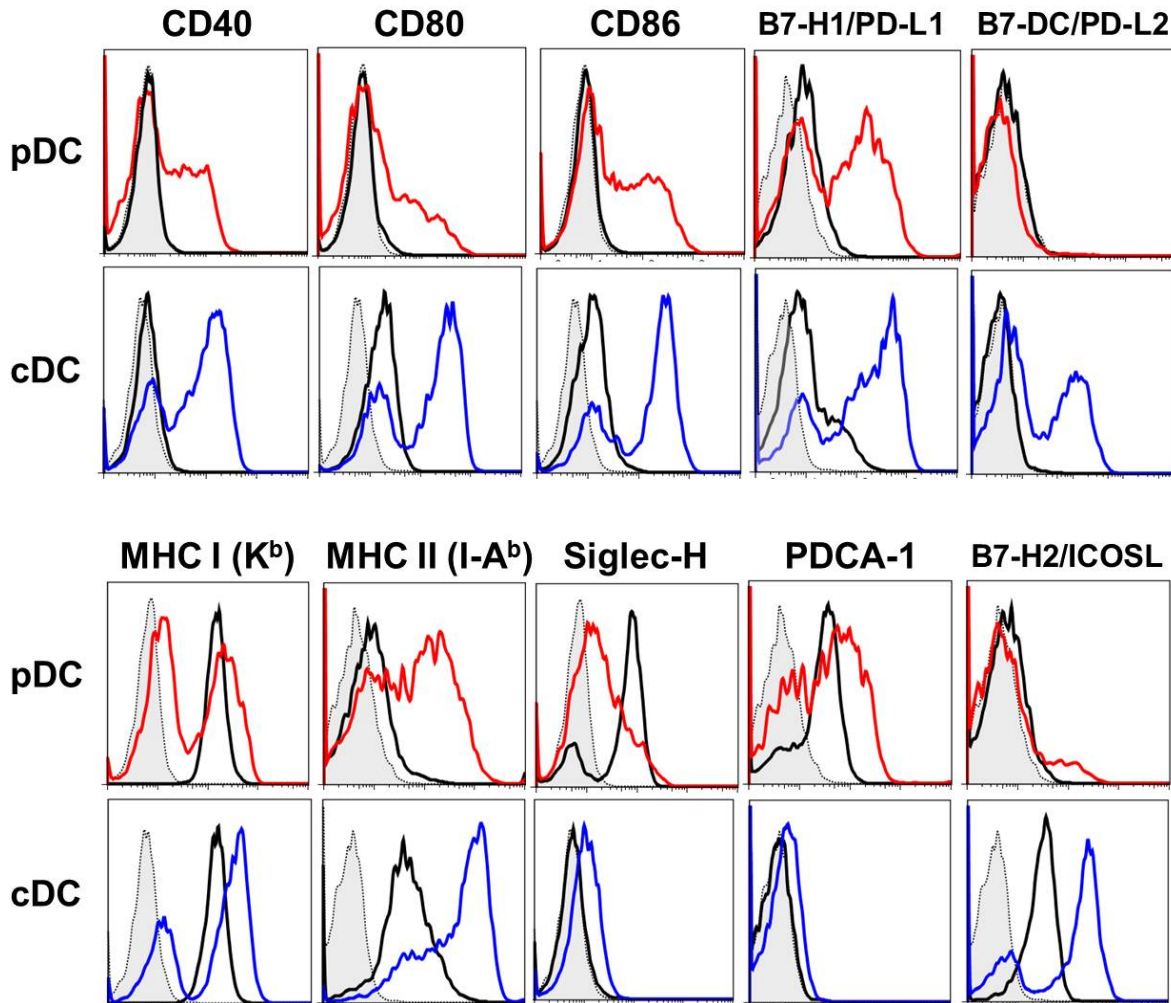 CD40 CD80 CD86 B7-H1/PD-L1 B7-DC/PD-L2
pDC
cDC
MHC I (Kᵇ) MHC II (I-Aᵇ) Siglec-H PDCA-1 B7-H2/ICOSL
pDC
cDC